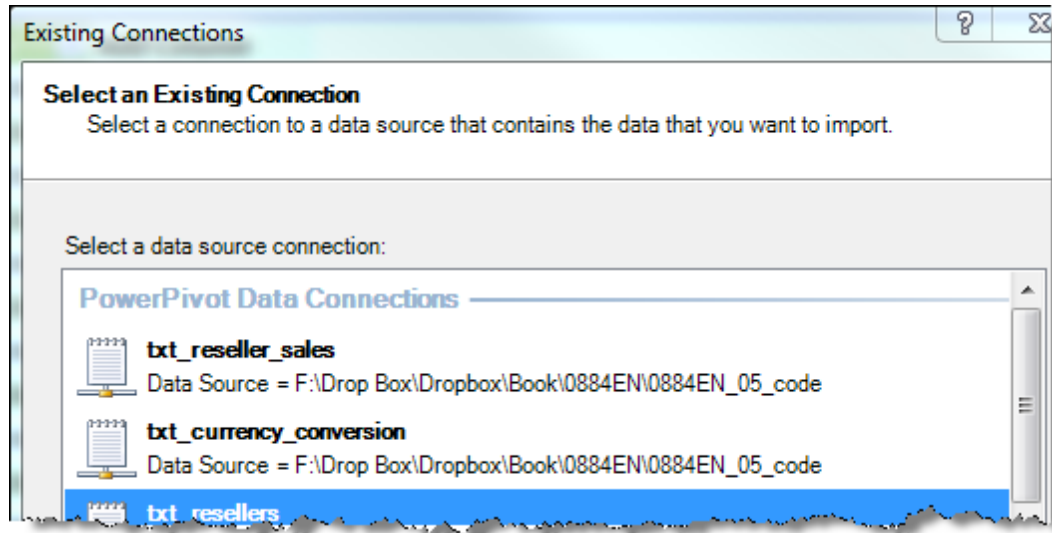 Existing Connections
Select an Existing Connection
Select a connection to a data source that contains the data that you want to import.
Select a data source connection:
PowerPivot Data Connections
txt_reseller_sales
Data Source = F:\Drop Box\Dropbox\Book\0884EN\0884EN_05_code
txt_currency_conversion
Data Source = F:\Drop Box\Dropbox\Book\0884EN\0884EN_05_code
txt_resellers